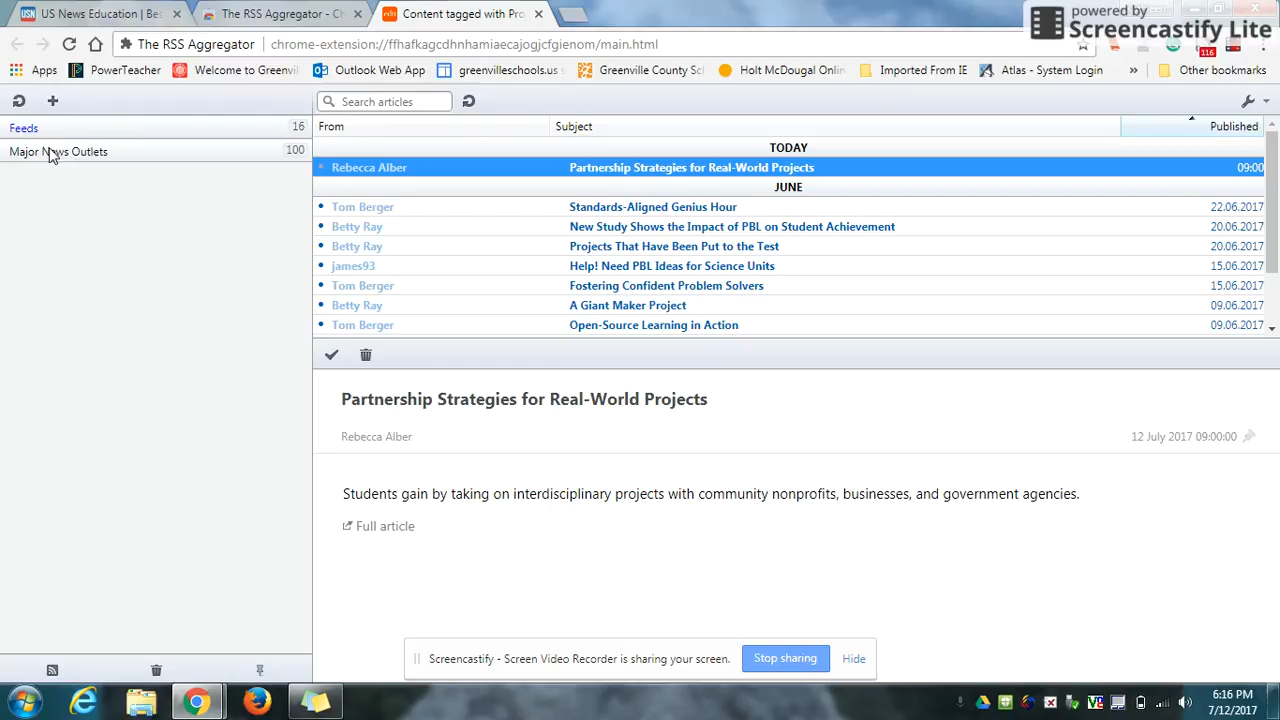 US News Education | Bes
The RSS Aggregator - Ch
edu Content tagged with Pro
powered by
Screencastify Lite
The RSS Aggregator
116
Apps
PowerTeacher
Welcome to Greenvil
Outlook Web App
greenvilleschools.us
Greenville County Sc
Holt McDougal Onlin
Imported From IE
Atlas - System Login
»
Other bookmarks
Search articles
Feeds 16
From Subject Published
Major News Outlets 100
TODAY
Rebecca Alber Partnership Strategies for Real-World Projects 09:00
JUNE
Tom Berger Standards-Aligned Genius Hour 22.06.2017
Betty Ray New Study Shows the Impact of PBL on Student Achievement 20.06.2017
Betty Ray Projects That Have Been Put to the Test 20.06.2017
james93 Help! Need PBL Ideas for Science Units 15.06.2017
Tom Berger Fostering Confident Problem Solvers 15.06.2017
Betty Ray A Giant Maker Project 09.06.2017
Tom Berger Open-Source Learning in Action 09.06.2017
Partnership Strategies for Real-World Projects
Rebecca Alber 12 July 2017 09:00:00
Students gain by taking on interdisciplinary projects with community nonprofits, businesses, and government agencies.
Full article
Screencastify - Screen Video Recorder is sharing your screen. Stop sharing Hide
6:16 PM
7/12/2017